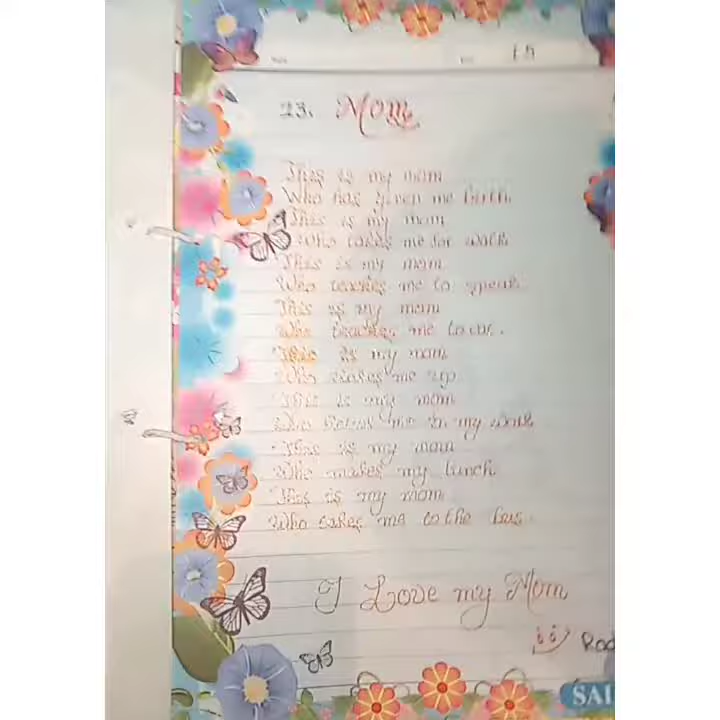 15
23. Mom
This is my mom
Who has given me birth.
This is my mom
Who takes me for walk
This is my mom
Who teaches me to speak.
This is my mom
Who teaches me to
This is my mom
Who wakes me up
This is my mom
Who helps me in my work
This is my mom
Who makes my lunch
This is my mom
Who takes me to the bus.
I Love my Mom
SAI